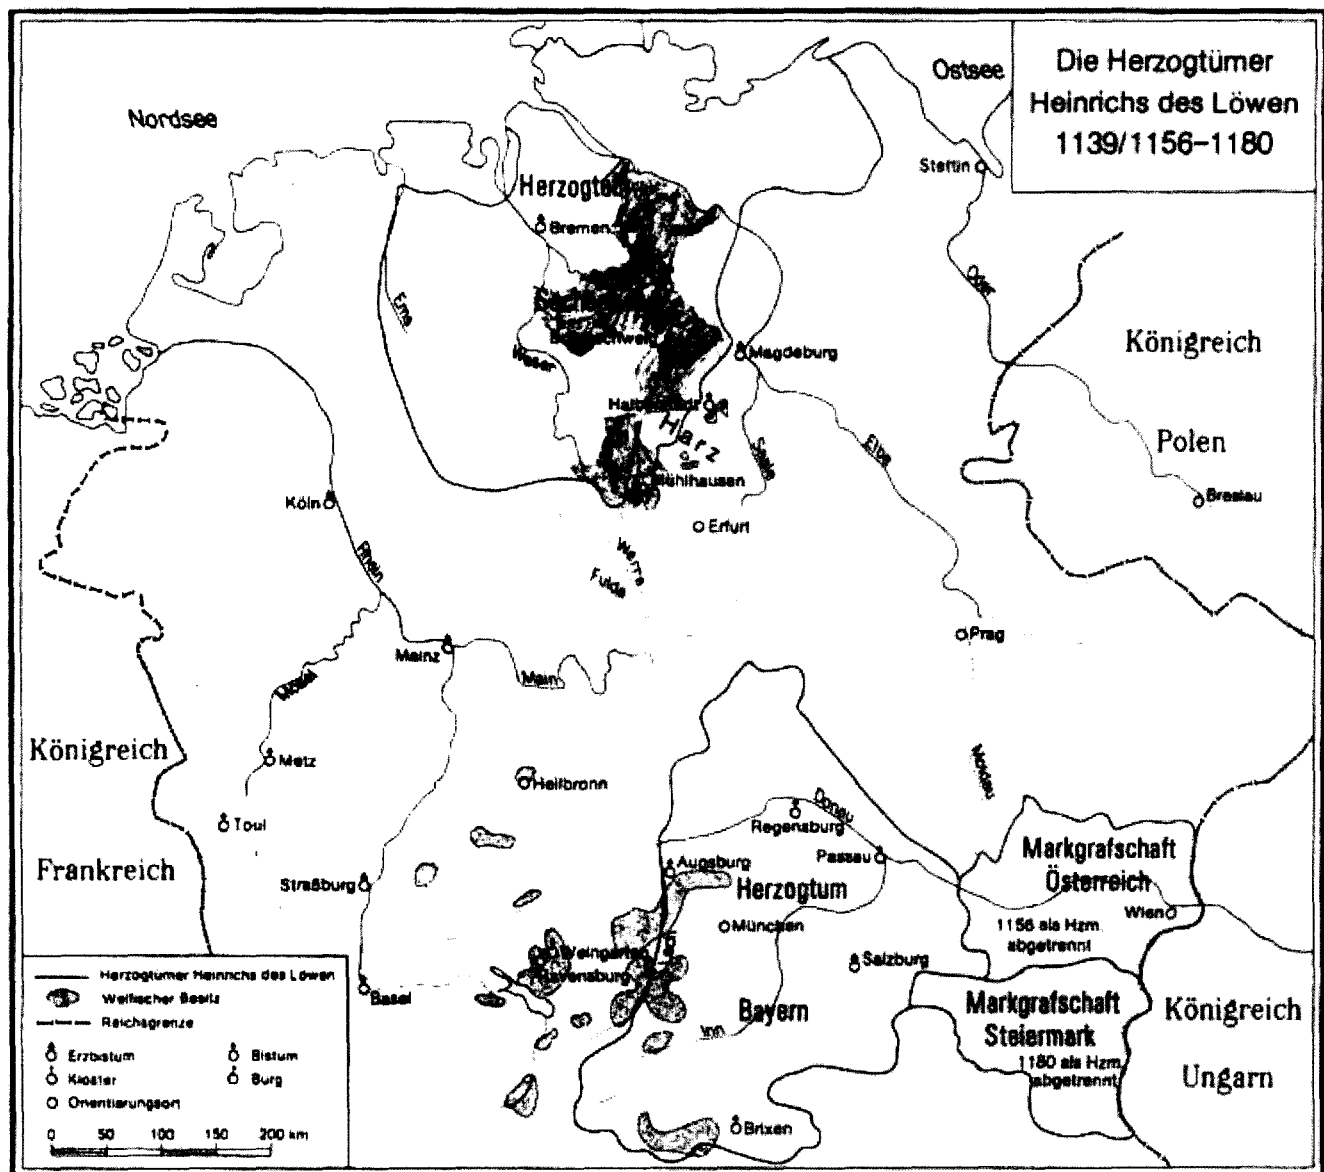 Die Herzogtümer
Heinrichs des Löwen
1139/1156–1180
Nordsee
Ostsee
Stettin
Bremen
Ems
Oder
Königreich
Polen
Weser
Magdeburg
Harz
Saale
Elbe
Breslau
Köln
Mühlhausen
Erfurt
Rhein
Werra
Fulda
Prag
Mainz
Main
Mosel
Königreich
Frankreich
Metz
Heilbronn
Moldau
Toul
Donau
Regensburg
Straßburg
Augsburg
Passau
Herzogtum
Bayern
Markgrafschaft
Österreich
Wien
1156 als Hzm.
abgetrennt
München
Weingarten
Ravensburg
Salzburg
Basel
Inn
Markgrafschaft
Steiermark
1180 als Hzm.
abgetrennt
Königreich
Ungarn
Brixen
Herzogtümer Heinrichs des Löwen
Welfischer Besitz
Reichsgrenze
Erzbistum
Bistum
Kloster
Burg
Orientierungsort
0 50 100 150 200 km